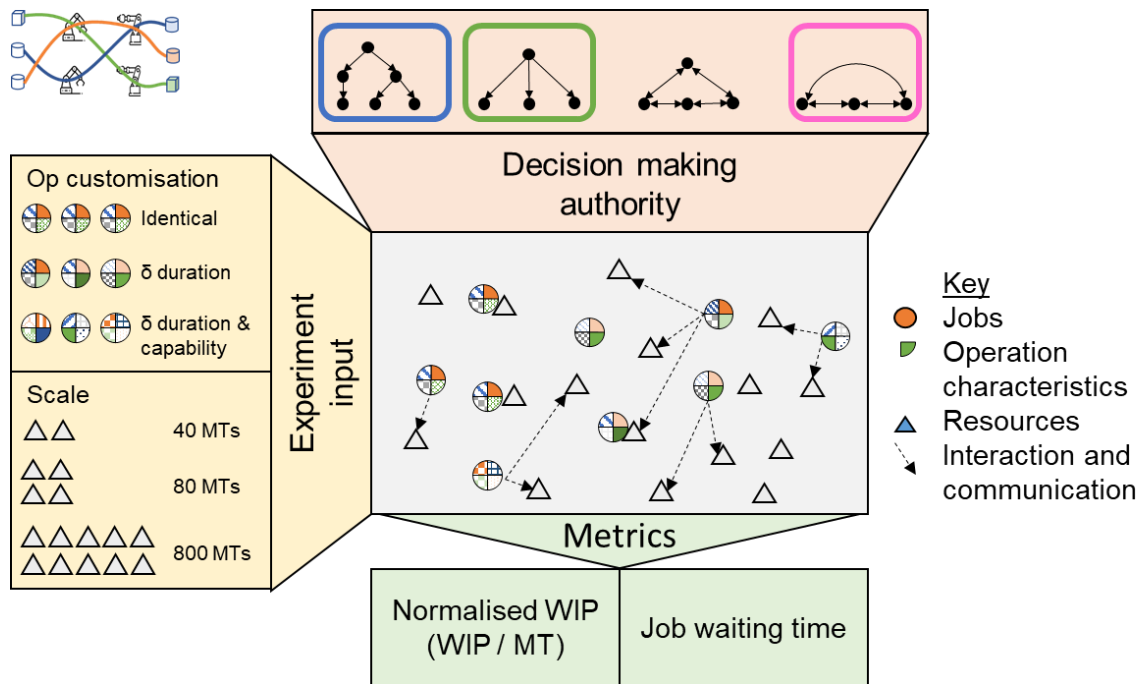 Decision making
authority
Op customisation
Identical
δ duration
δ duration &
capability
Scale
40 MTs
80 MTs
800 MTs
Experiment
input
Key
Jobs
Operation
characteristics
Resources
Interaction and
communication
Metrics
Normalised WIP
(WIP / MT)
Job waiting time